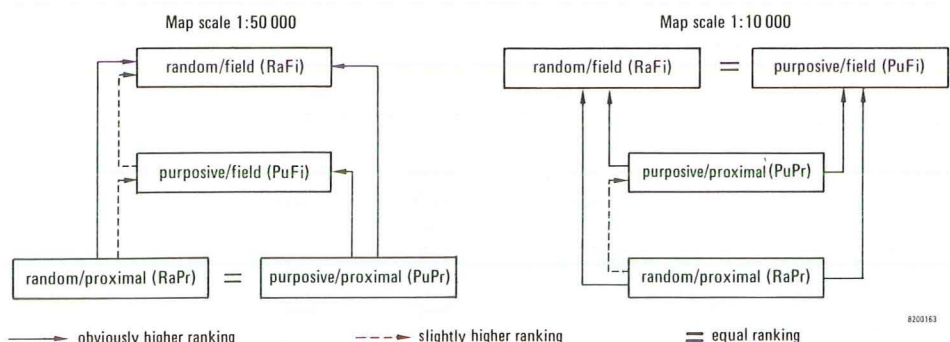 Map scale 1:50 000
random/field (RaFi)
purposive/field (PuFi)
random/proximal (RaPr)
=
purposive/proximal (PuPr)
Map scale 1:10 000
random/field (RaFi)
=
purposive/field (PuFi)
purposive/proximal (PuPr)
random/proximal (RaPr)
8200163
obviously higher ranking
slightly higher ranking
= equal ranking